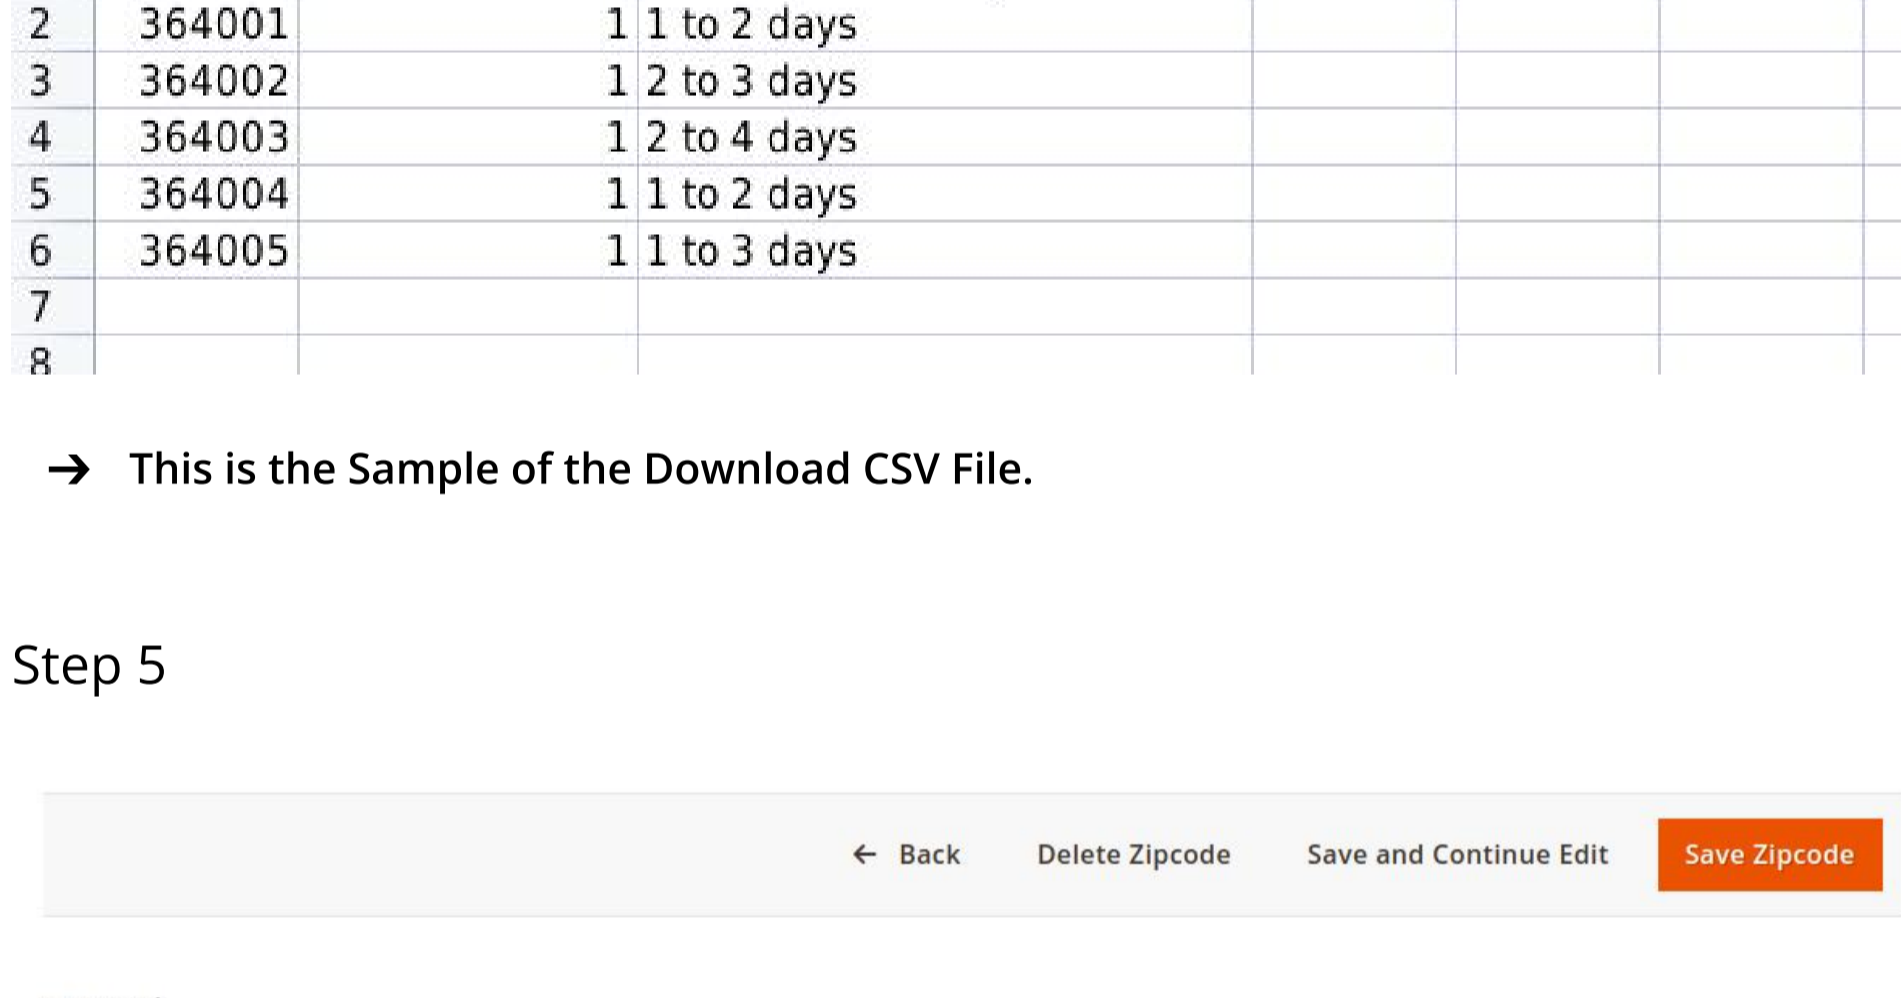 2 364001 1 1 to 2 days
3 364002 1 2 to 3 days
4 364003 1 2 to 4 days
5 364004 1 1 to 2 days
6 364005 1 1 to 3 days
7
8
→ This is the Sample of the Download CSV File.
Step 5
← Back Delete Zipcode Save and Continue Edit Save Zipcode